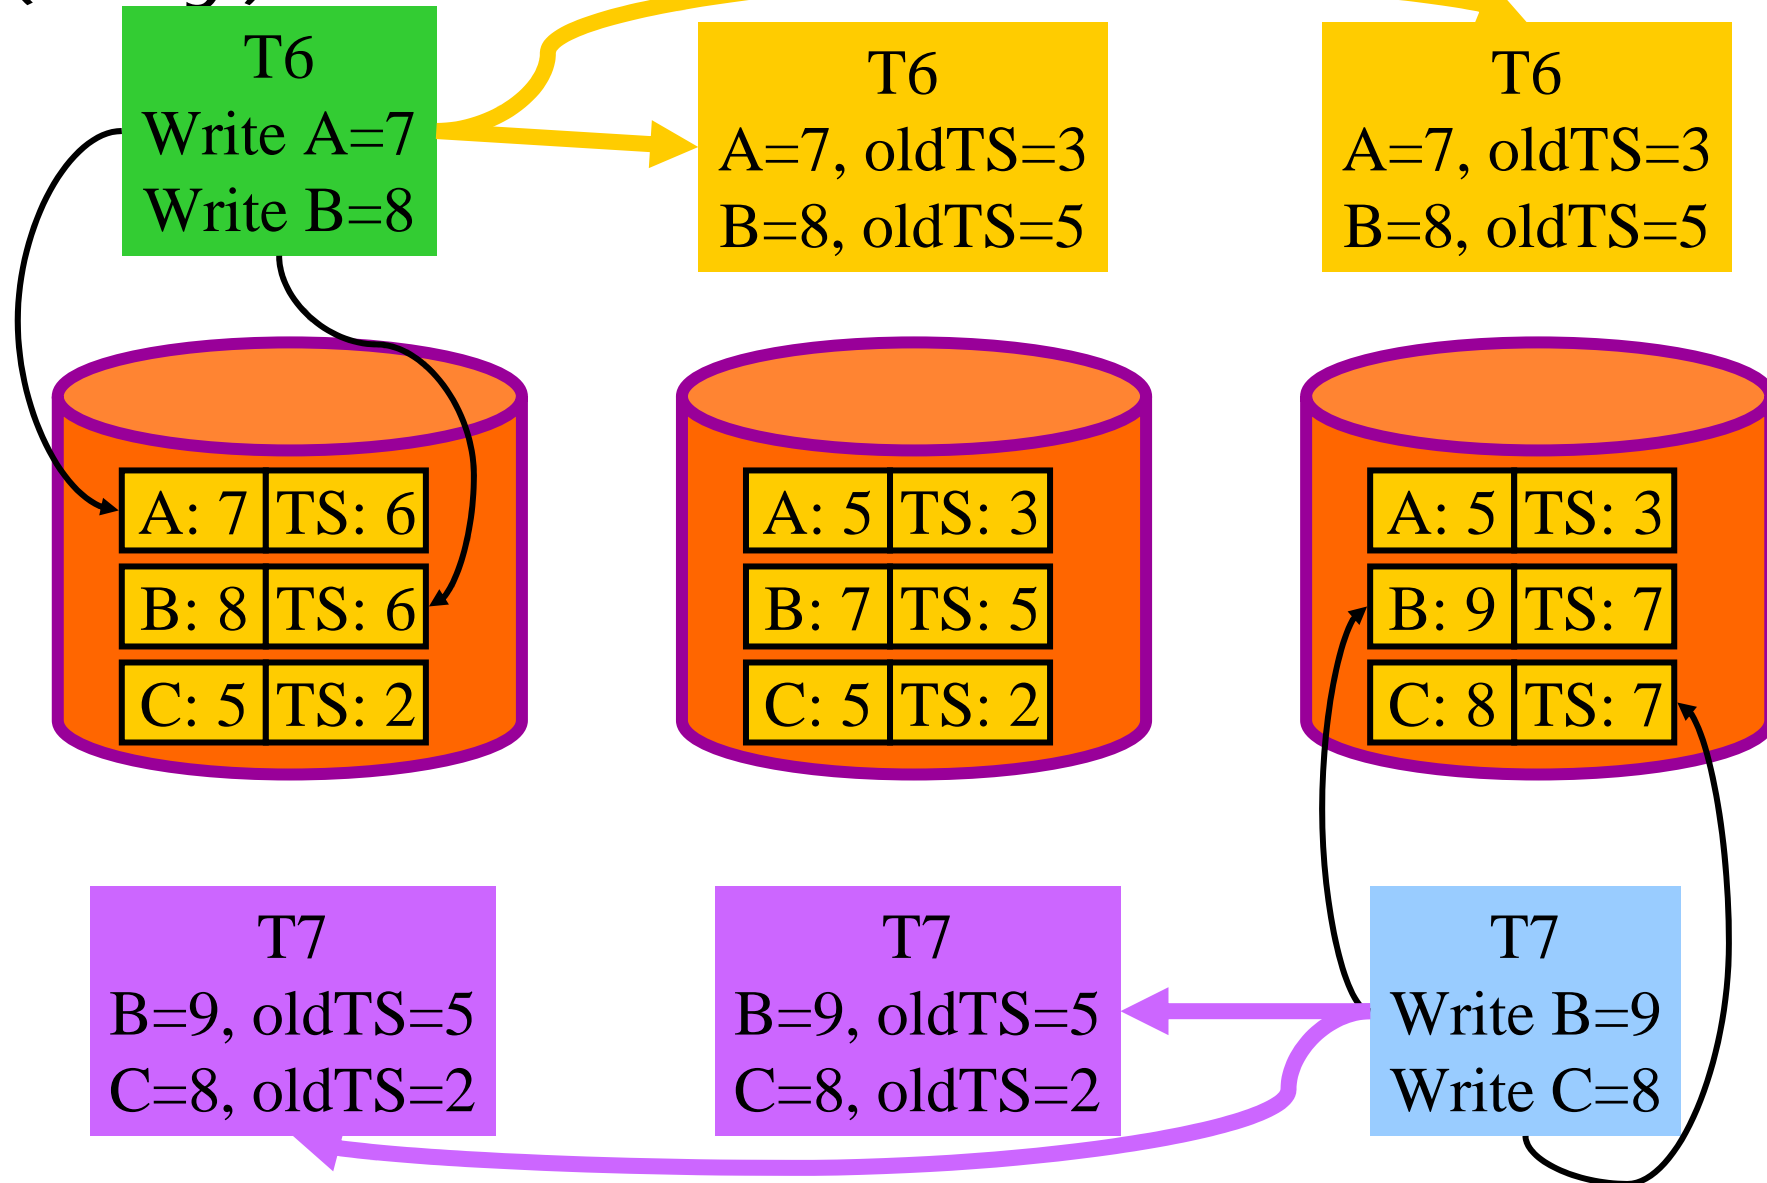 T6
Write A=7
Write B=8
T6
A=7, oldTS=3
B=8, oldTS=5
T6
A=7, oldTS=3
B=8, oldTS=5
A: 7 TS: 6
B: 8 TS: 6
C: 5 TS: 2
A: 5 TS: 3
B: 7 TS: 5
C: 5 TS: 2
A: 5 TS: 3
B: 9 TS: 7
C: 8 TS: 7
T7
B=9, oldTS=5
C=8, oldTS=2
T7
B=9, oldTS=5
C=8, oldTS=2
T7
Write B=9
Write C=8